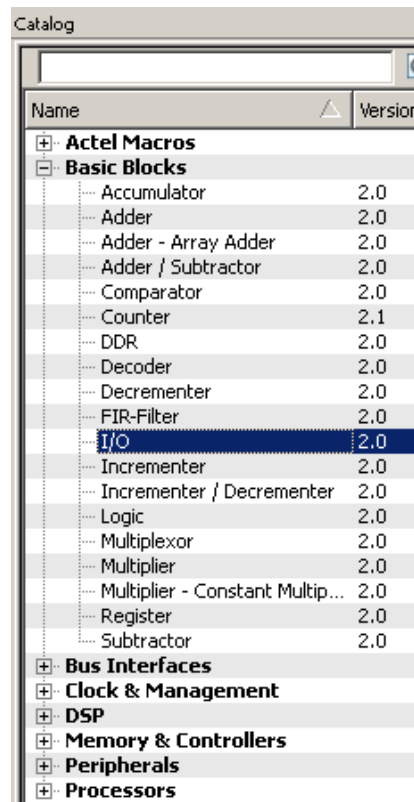 Catalog
Name Version
Actel Macros
Basic Blocks
Accumulator 2.0
Adder 2.0
Adder - Array Adder 2.0
Adder / Subtractor 2.0
Comparator 2.0
Counter 2.1
DDR 2.0
Decoder 2.0
Decrementer 2.0
FIR-Filter 2.0
I/O 2.0
Incrementer 2.0
Incrementer / Decrementer 2.0
Logic 2.0
Multiplexor 2.0
Multiplier 2.0
Multiplier - Constant Multip... 2.0
Register 2.0
Subtractor 2.0
Bus Interfaces
Clock & Management
DSP
Memory & Controllers
Peripherals
Processors